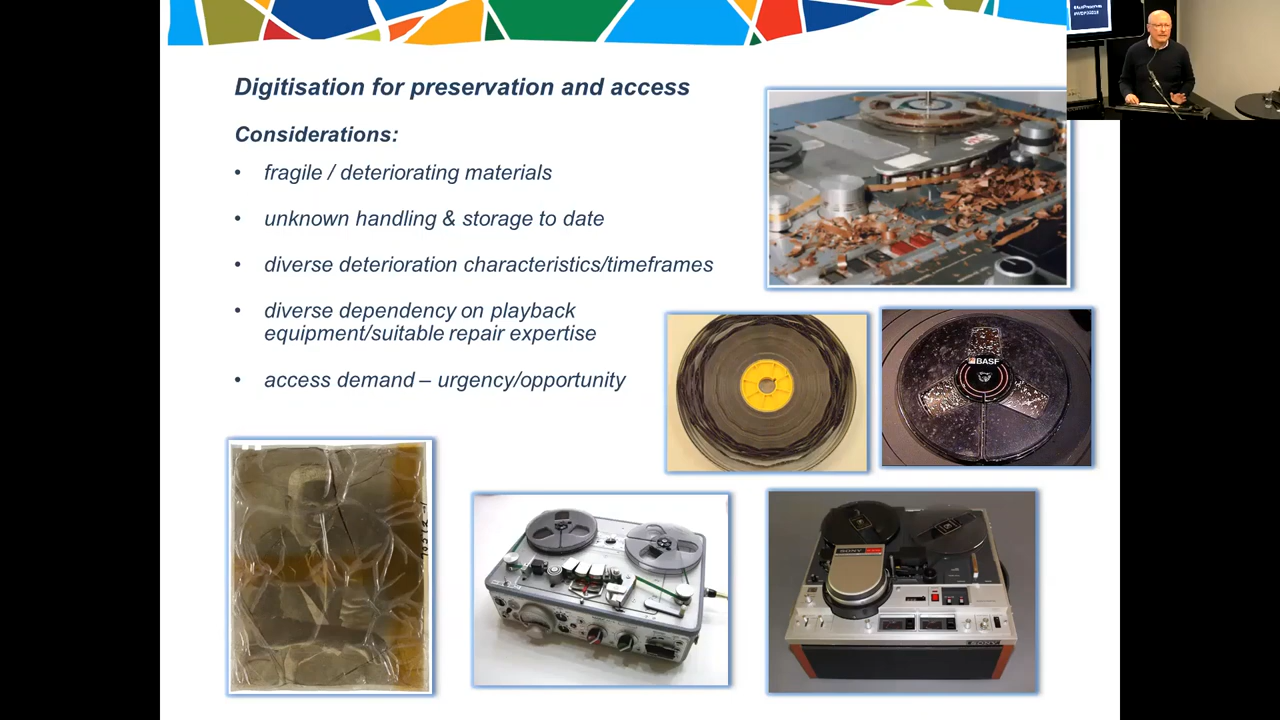 Digitisation for preservation and access
Considerations:
• fragile / deteriorating materials
• unknown handling & storage to date
• diverse deterioration characteristics/timeframes
• diverse dependency on playback
equipment/suitable repair expertise
• access demand – urgency/opportunity
BASF
SONY
SONY